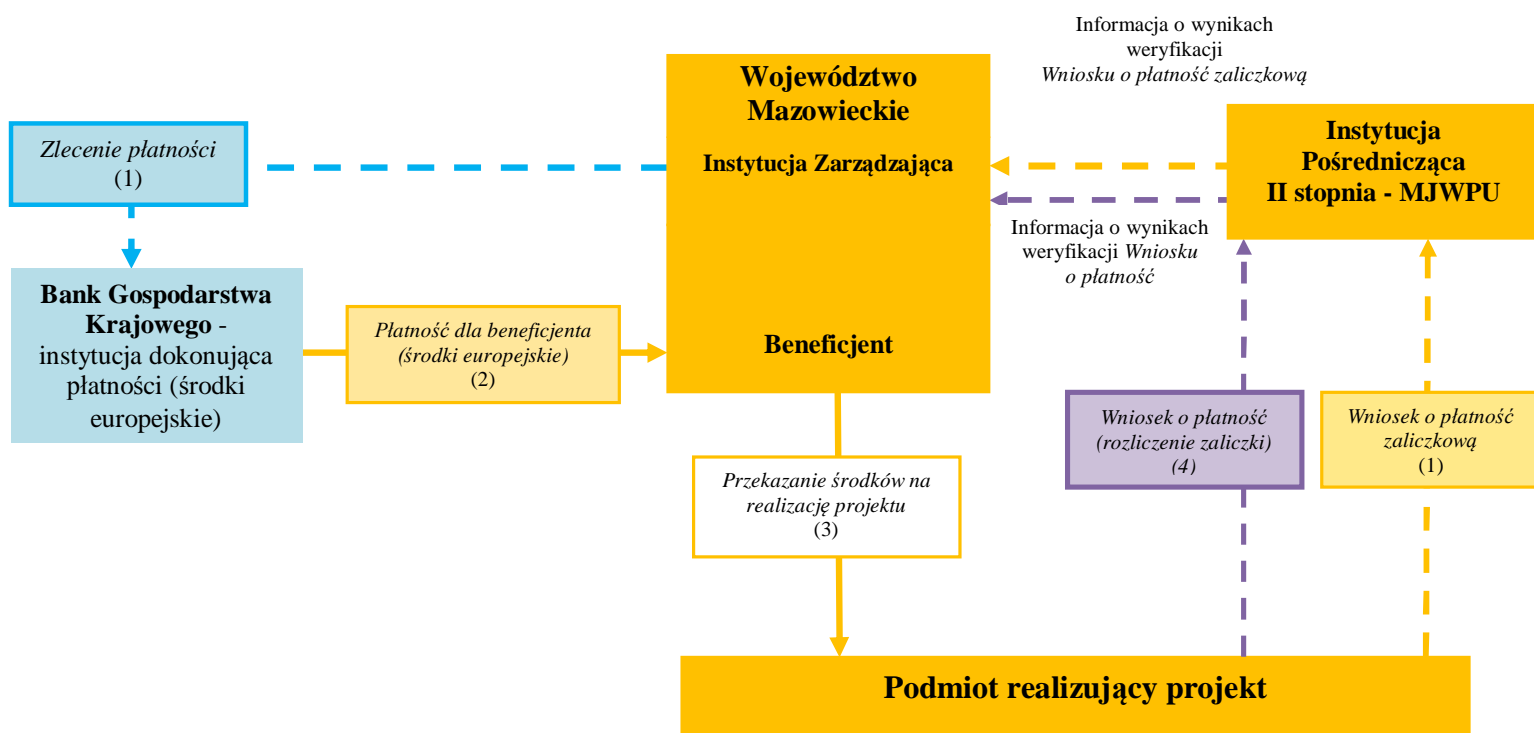 Informacja o wynikach
weryfikacji
Wniosku o płatność zaliczkową
Województwo
Mazowieckie
Instytucja Zarządzająca
Beneficjent
Zlecenie płatności
(1)
Instytucja
Pośrednicząca
II stopnia - MJWPU
Informacja o wynikach
weryfikacji Wniosku
o płatność
Bank Gospodarstwa
Krajowego -
instytucja dokonująca
płatności (środki
europejskie)
Płatność dla beneficjenta
(środki europejskie)
(2)
Wniosek o płatność
(rozliczenie zaliczki)
(4)
Wniosek o płatność
zaliczkową
(1)
Przekazanie środków na
realizację projektu
(3)
Podmiot realizujący projekt